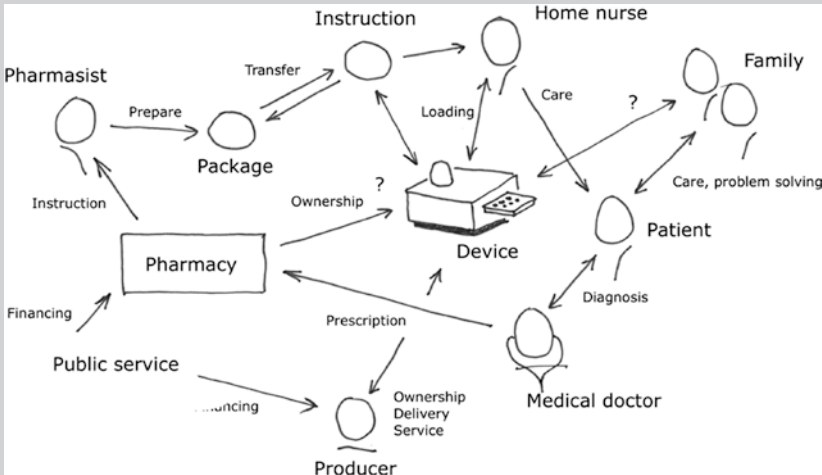 Instruction
Home nurse
Pharmasist
Transfer
Family
Prepare
Package
Loading
Care
?
Instruction
?
Ownership
Care, problem solving
Patient
Pharmacy
Device
Financing
Prescription
Diagnosis
Public service
Ownership
Delivery
Service
Medical doctor
Producer